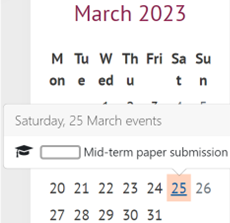 March 2023
M Tu W Th Fri Sa Su
on e ed u t n
Saturday, 25 March events
Mid-term paper submission
20 21 22 23 24 25 26
27 28 29 30 31